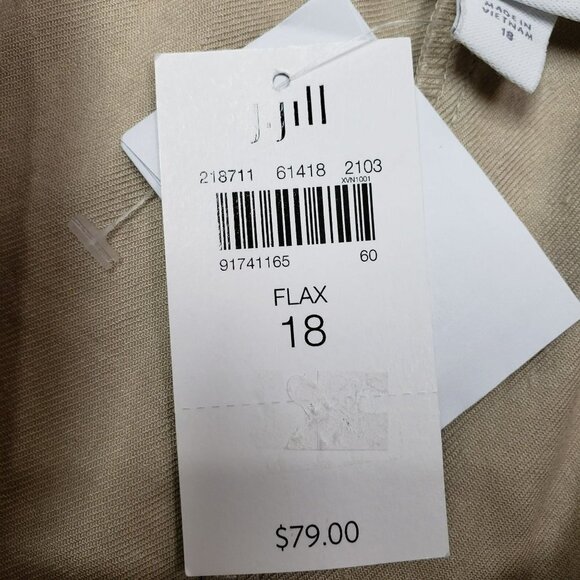 MADE IN
VIETNAM
18
J.Jill
218711 61418 2103
XVN1001
91741165 60
FLAX
18
$79.00